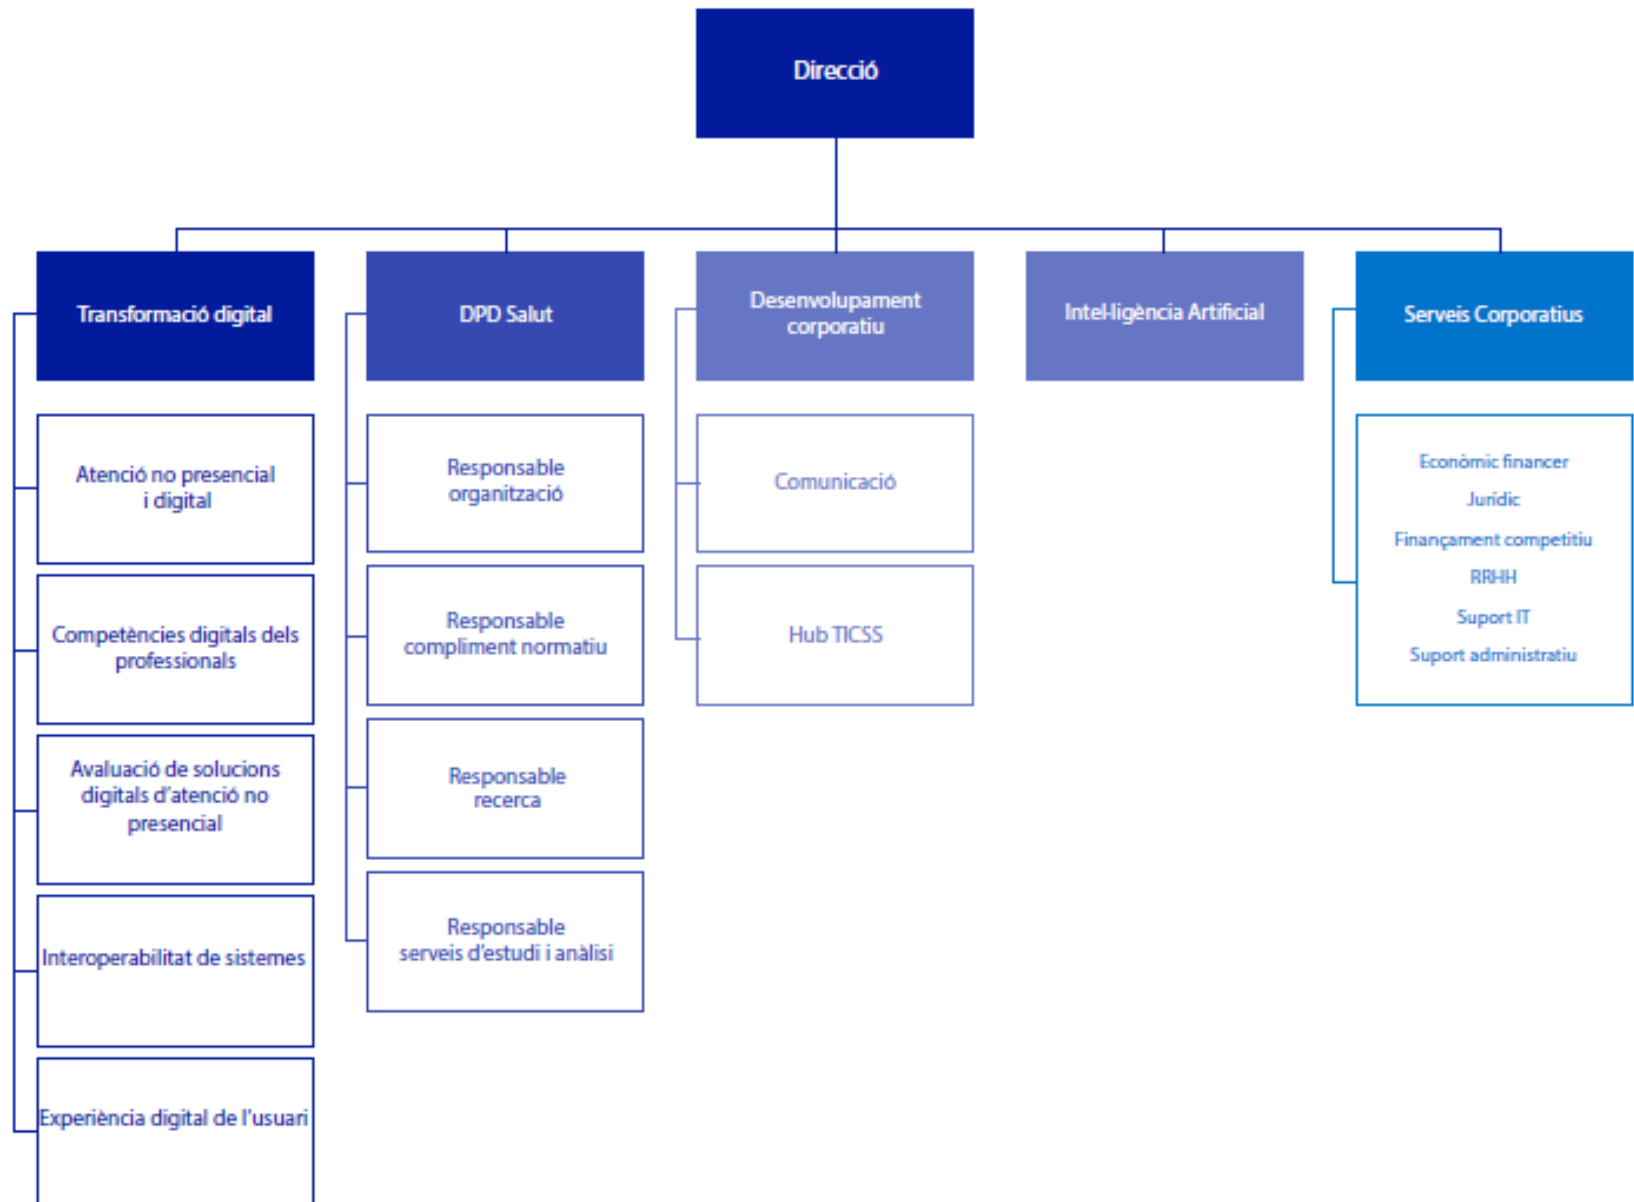 Direcció
Transformació digital
DPD Salut
Desenvolupament
corporatiu
Intel·ligència Artificial
Serveis Corporatius
Atenció no presencial
i digital
Competències digitals dels
professionals
Avaluació de solucions
digitals d'atenció no
presencial
Interoperabilitat de sistemes
Experiència digital de l'usuari
Responsable
organització
Responsable
compliment normatiu
Responsable
recerca
Responsable
serveis d'estudi i anàlisi
Comunicació
Hub TICSS
Econòmic financer
Jurídic
Finançament competitiu
RRHH
Suport IT
Suport administratiu